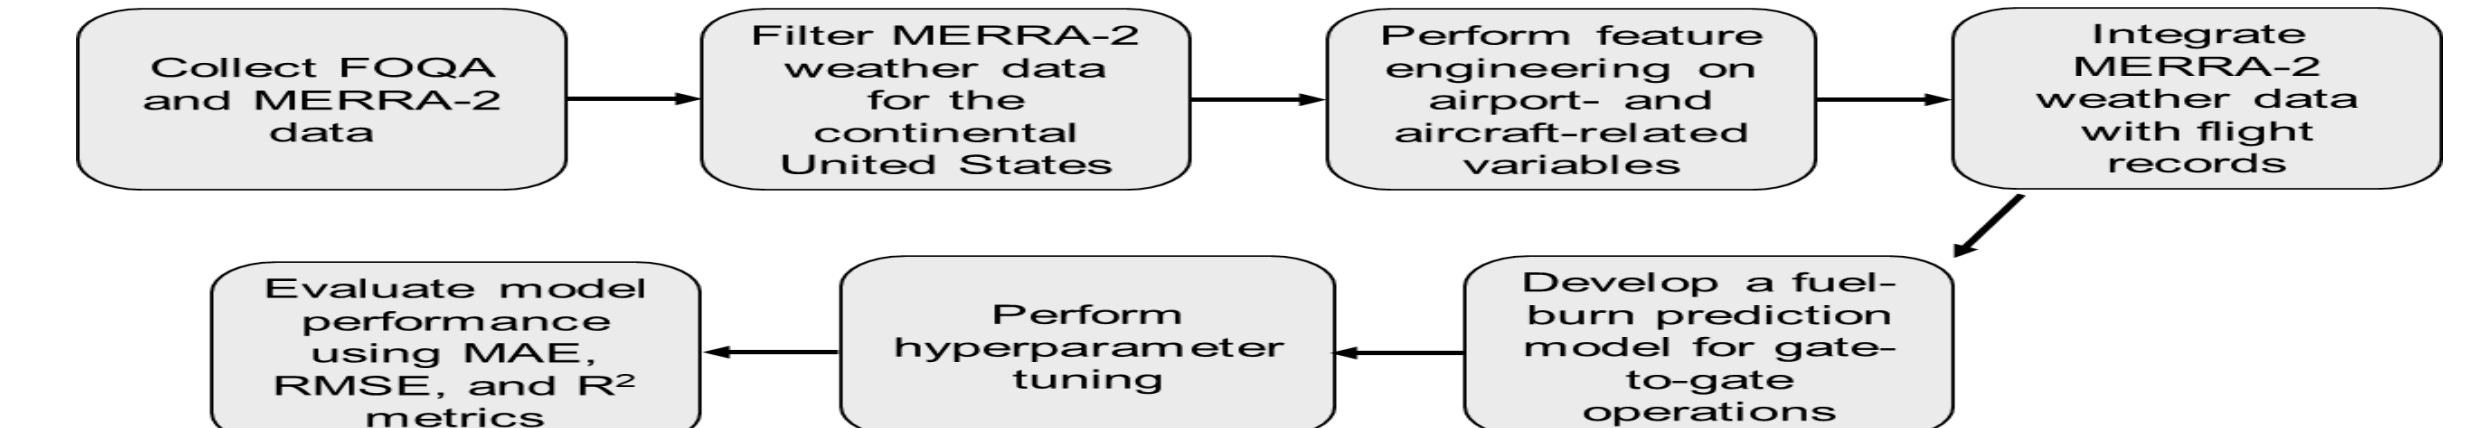 Collect FOQA
and MERRA-2
data
Filter MERRA-2
weather data
for the
continental
United States
Perform feature
engineering on
airport- and
aircraft-related
variables
Integrate
MERRA-2
weather data
with flight
records
Develop a fuel-
burn prediction
model for gate-
to-gate
operations
Perform
hyperparameter
tuning
Evaluate model
performance
using MAE,
RMSE, and R²
metrics